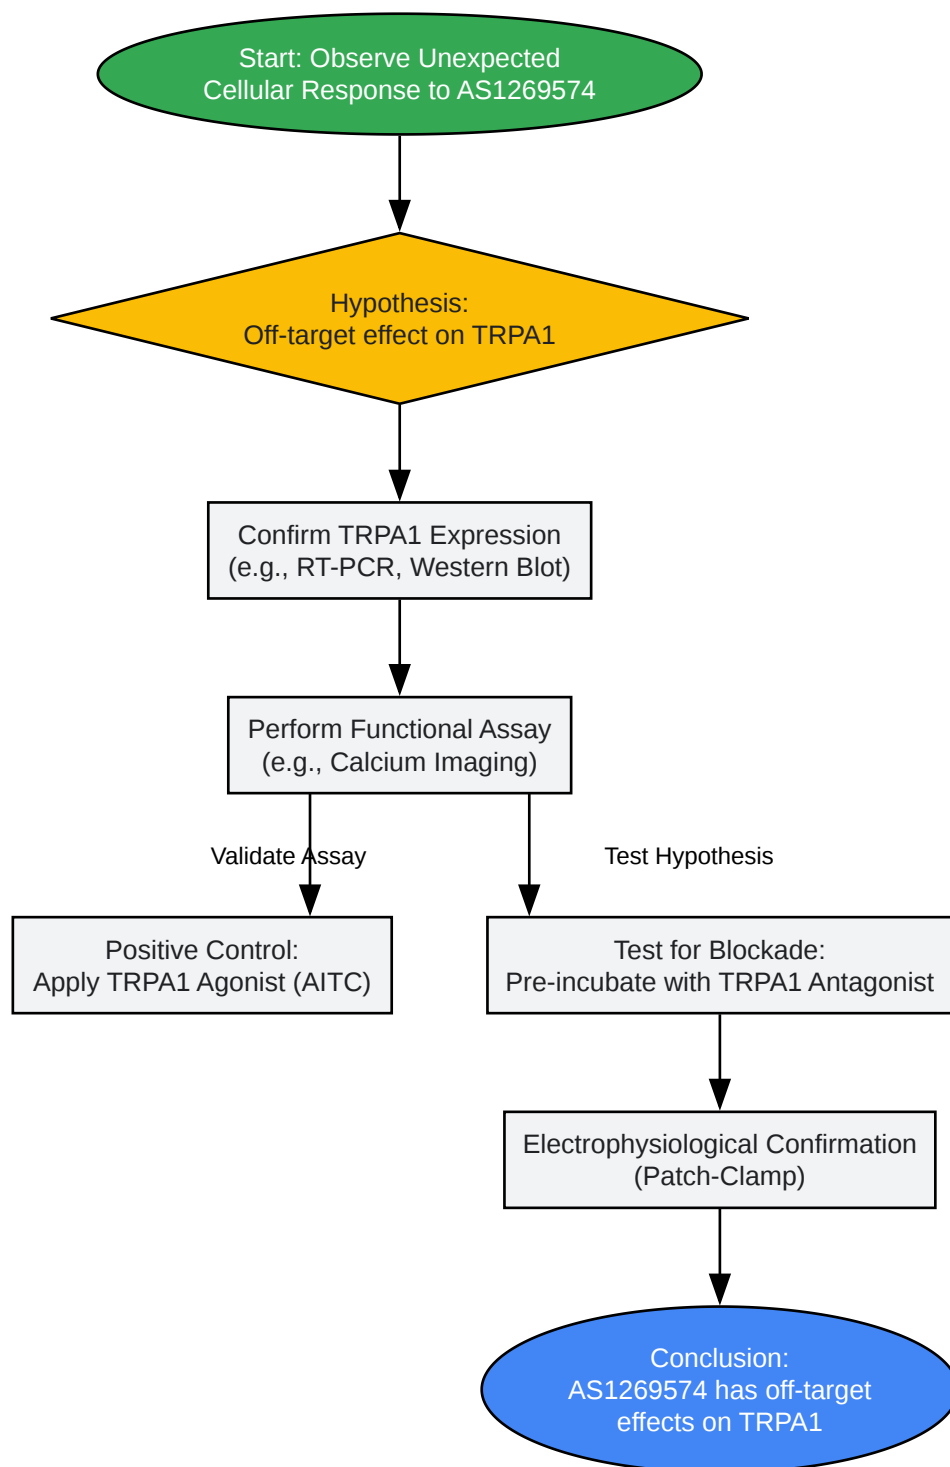 Start: Observe Unexpected
Cellular Response to AS1269574
Hypothesis:
Off-target effect on TRPA1
Confirm TRPA1 Expression
(e.g., RT-PCR, Western Blot)
Perform Functional Assay
(e.g., Calcium Imaging)
Validate Assay
Test Hypothesis
Positive Control:
Apply TRPA1 Agonist (AITC)
Test for Blockade:
Pre-incubate with TRPA1 Antagonist
Electrophysiological Confirmation
(Patch-Clamp)
Conclusion:
AS1269574 has off-target
effects on TRPA1